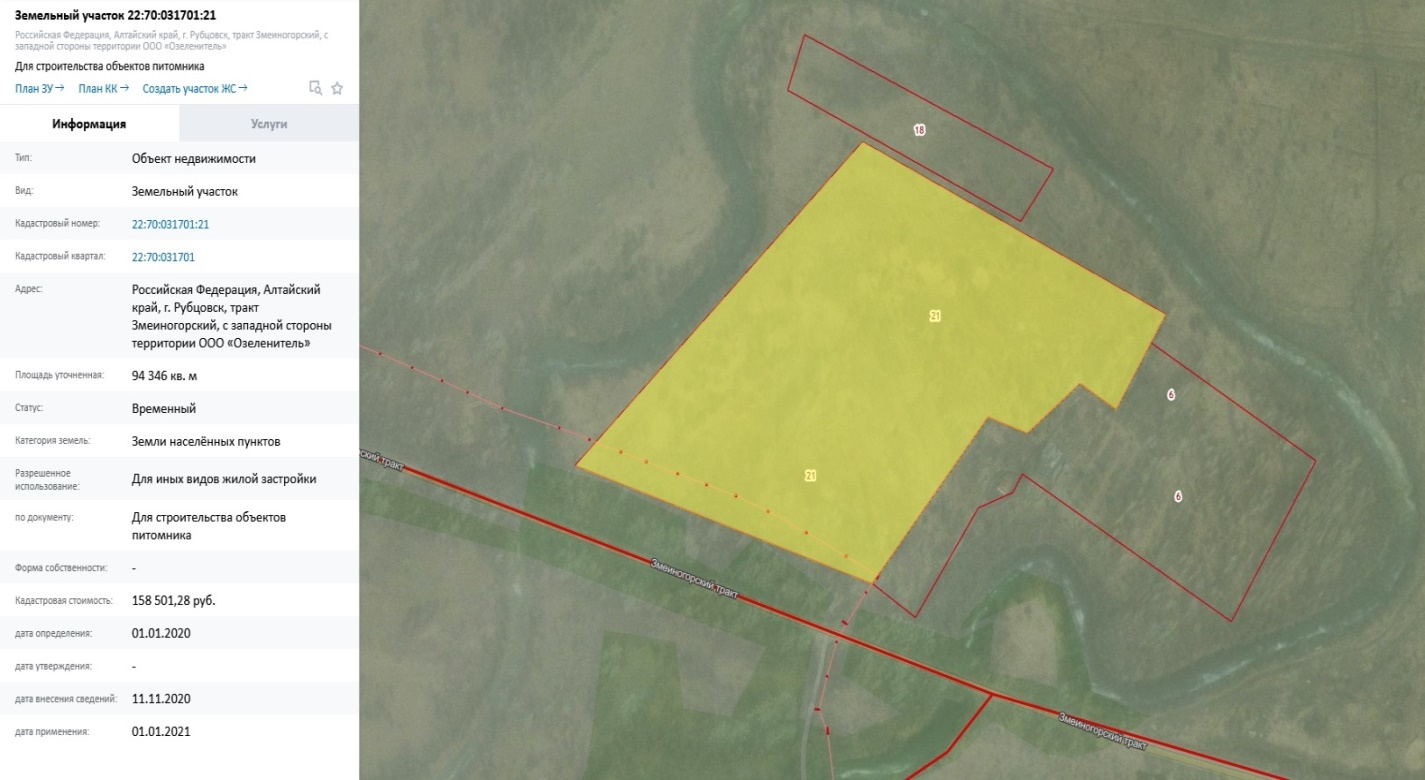 Земельный участок 22:70:031701:21
Российская Федерация, Алтайский край, г. Рубцовск, тракт Змеиногорский, с
западной стороны территории ООО «Озеленитель»
Для строительства объектов питомника
План ЗУ → План КК → Создать участок ЖС →
Информация Услуги
Тип: Объект недвижимости
Вид: Земельный участок
Кадастровый номер: 22:70:031701:21
Кадастровый квартал: 22:70:031701
Адрес: Российская Федерация, Алтайский
край, г. Рубцовск, тракт
Змеиногорский, с западной стороны
территории ООО «Озеленитель»
Площадь уточненная: 94 346 кв. м
Статус: Временный
Категория земель: Земли населённых пунктов
Разрешенное
использование: Для иных видов жилой застройки
по документу: Для строительства объектов
питомника
Форма собственности: -
Кадастровая стоимость: 158 501,28 руб.
дата определения: 01.01.2020
дата утверждения: -
дата внесения сведений: 11.11.2020
дата применения: 01.01.2021
18
21
6
21
6
ский тракт
Змеиногорский тракт
Змеиногорский тракт